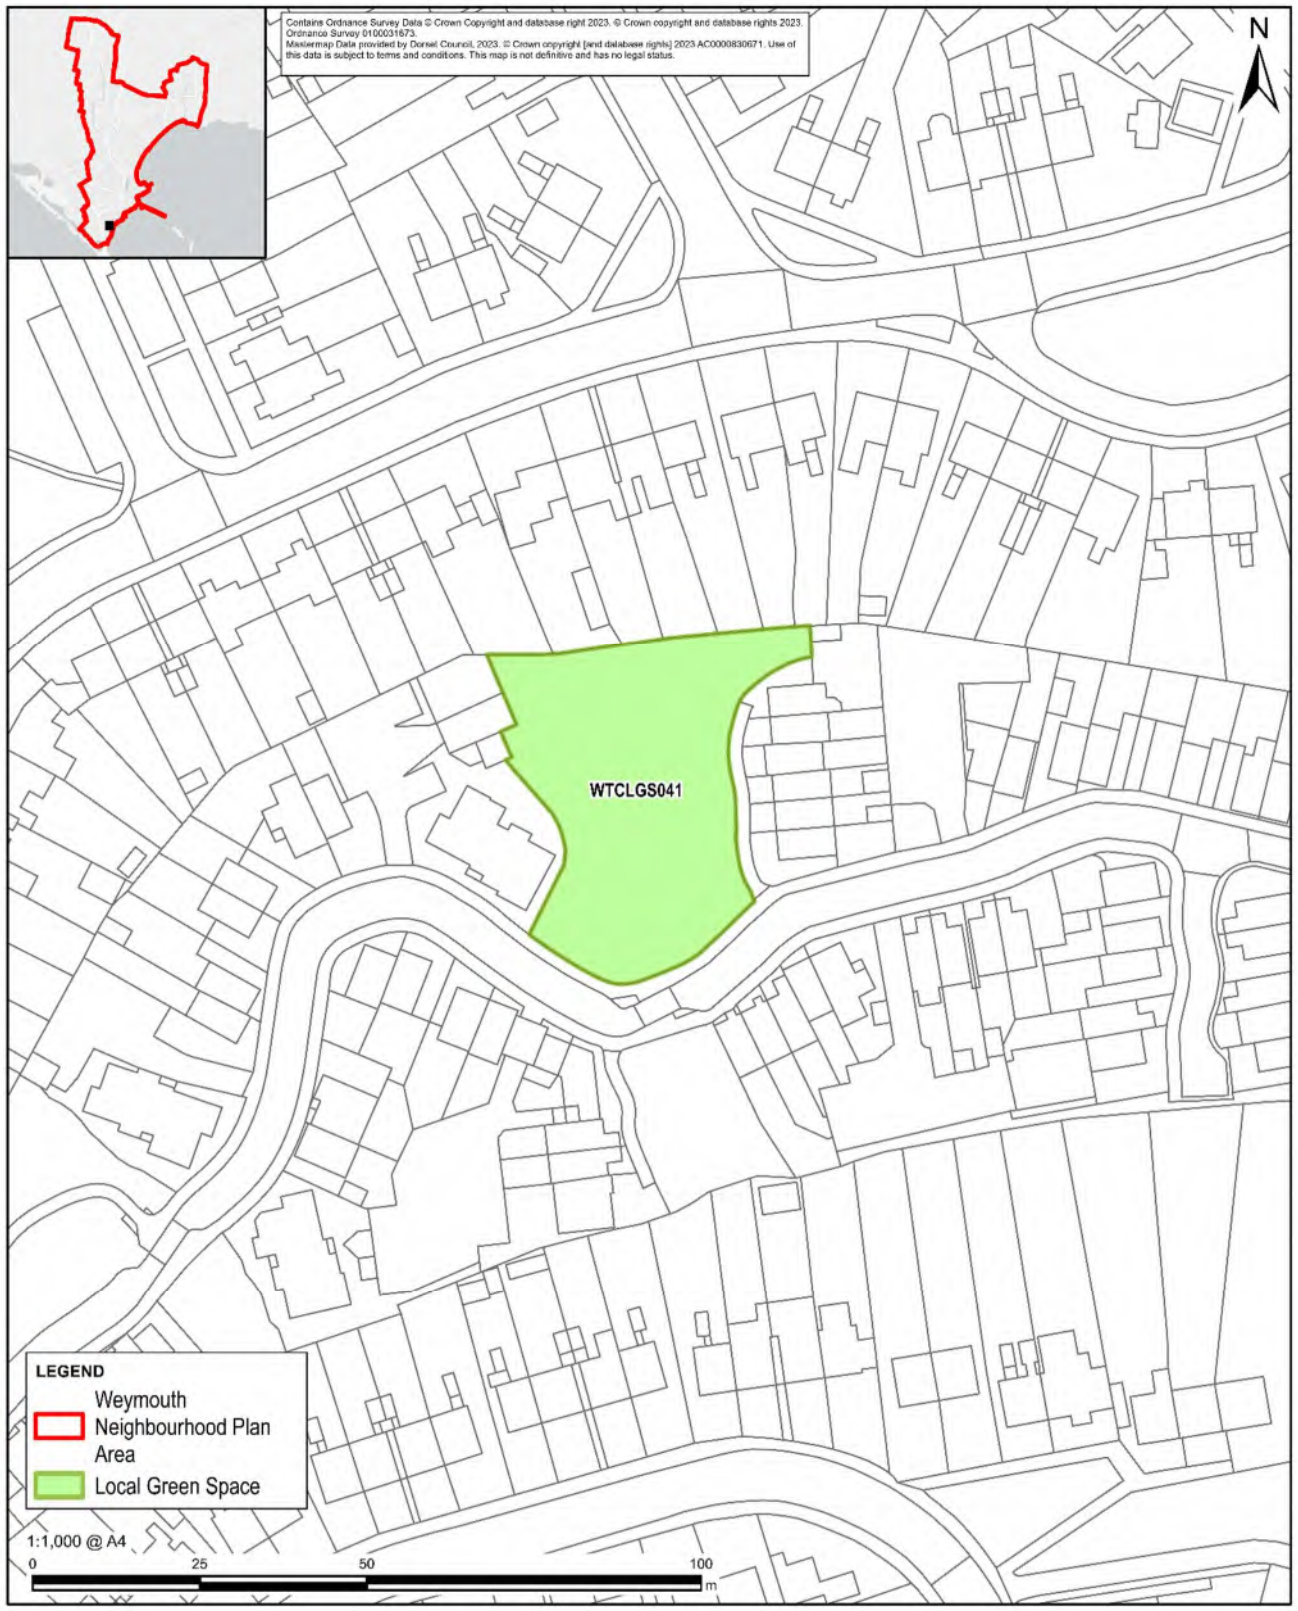 Contains Ordnance Survey Data © Crown Copyright and database right 2023. © Crown copyright and database rights 2023.
Ordnance Survey 0100031673.
Mastermap Data provided by Dorset Council, 2023. © Crown copyright [and database rights] 2023 AC0000830671. Use of
this data is subject to terms and conditions. This map is not definitive and has no legal status.
N
WTCLGS041
LEGEND
Weymouth
Neighbourhood Plan
Area
Local Green Space
1:1,000 @ A4
0 25 50 100
m